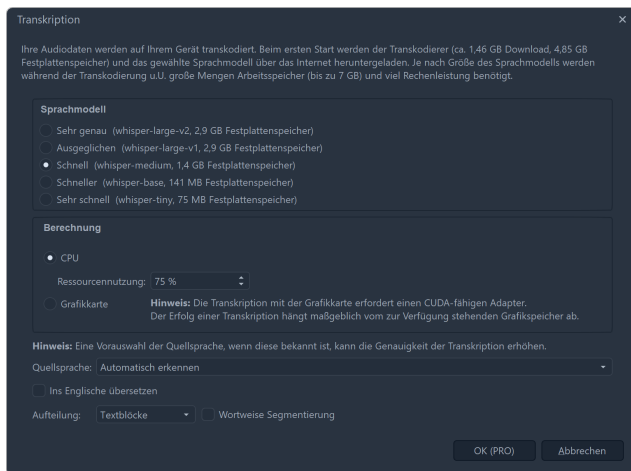 Transkription
Ihre Audiodaten werden auf Ihrem Gerät transkodiert. Beim ersten Start werden der Transkodierer (ca. 1,46 GB Download, 4,85 GB
Festplattenspeicher) und das gewählte Sprachmodell über das Internet heruntergeladen. Je nach Größe des Sprachmodells werden
während der Transkodierung u.U. große Mengen Arbeitsspeicher (bis zu 7 GB) und viel Rechenleistung benötigt.
Sprachmodell
Sehr genau (whisper-large-v2, 2,9 GB Festplattenspeicher)
Ausgeglichen (whisper-large-v1, 2,9 GB Festplattenspeicher)
Schnell (whisper-medium, 1,4 GB Festplattenspeicher)
Schneller (whisper-base, 141 MB Festplattenspeicher)
Sehr schnell (whisper-tiny, 75 MB Festplattenspeicher)
Berechnung
CPU
Ressourcennutzung: 75 %
Grafikkarte Hinweis: Die Transkription mit der Grafikkarte erfordert einen CUDA-fähigen Adapter.
Der Erfolg einer Transkription hängt maßgeblich vom zur Verfügung stehenden Grafikspeicher ab.
Hinweis: Eine Vorauswahl der Quellsprache, wenn diese bekannt ist, kann die Genauigkeit der Transkription erhöhen.
Quellsprache: Automatisch erkennen
Ins Englische übersetzen
Aufteilung: Textblöcke Wortweise Segmentierung
OK (PRO) Abbrechen